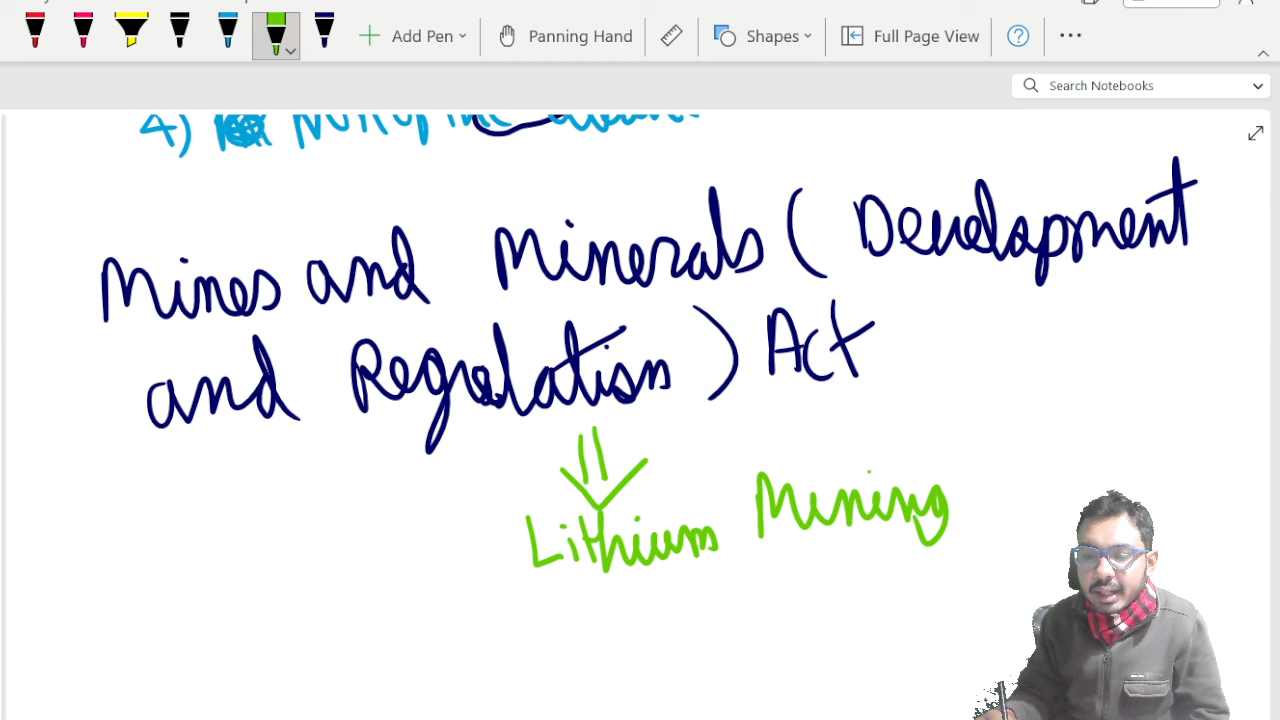 Add Pen
Panning Hand
Shapes
Full Page View
Search Notebooks
4)
Mines and Minerals ( Development
and Regulation ) Act
Lithium Mining